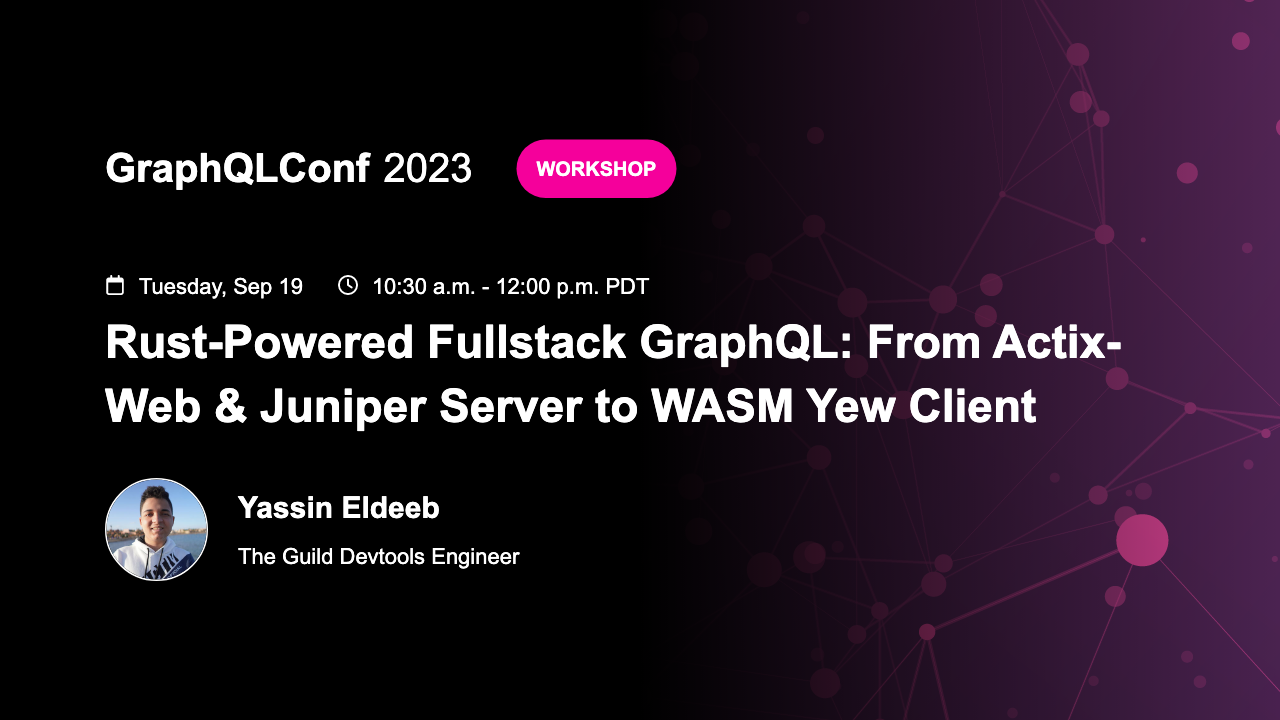 GraphQLConf 2023
WORKSHOP
Tuesday, Sep 19
10:30 a.m. - 12:00 p.m. PDT
Rust-Powered Fullstack GraphQL: From Actix-
Web & Juniper Server to WASM Yew Client
Yassin Eldeeb
The Guild Devtools Engineer